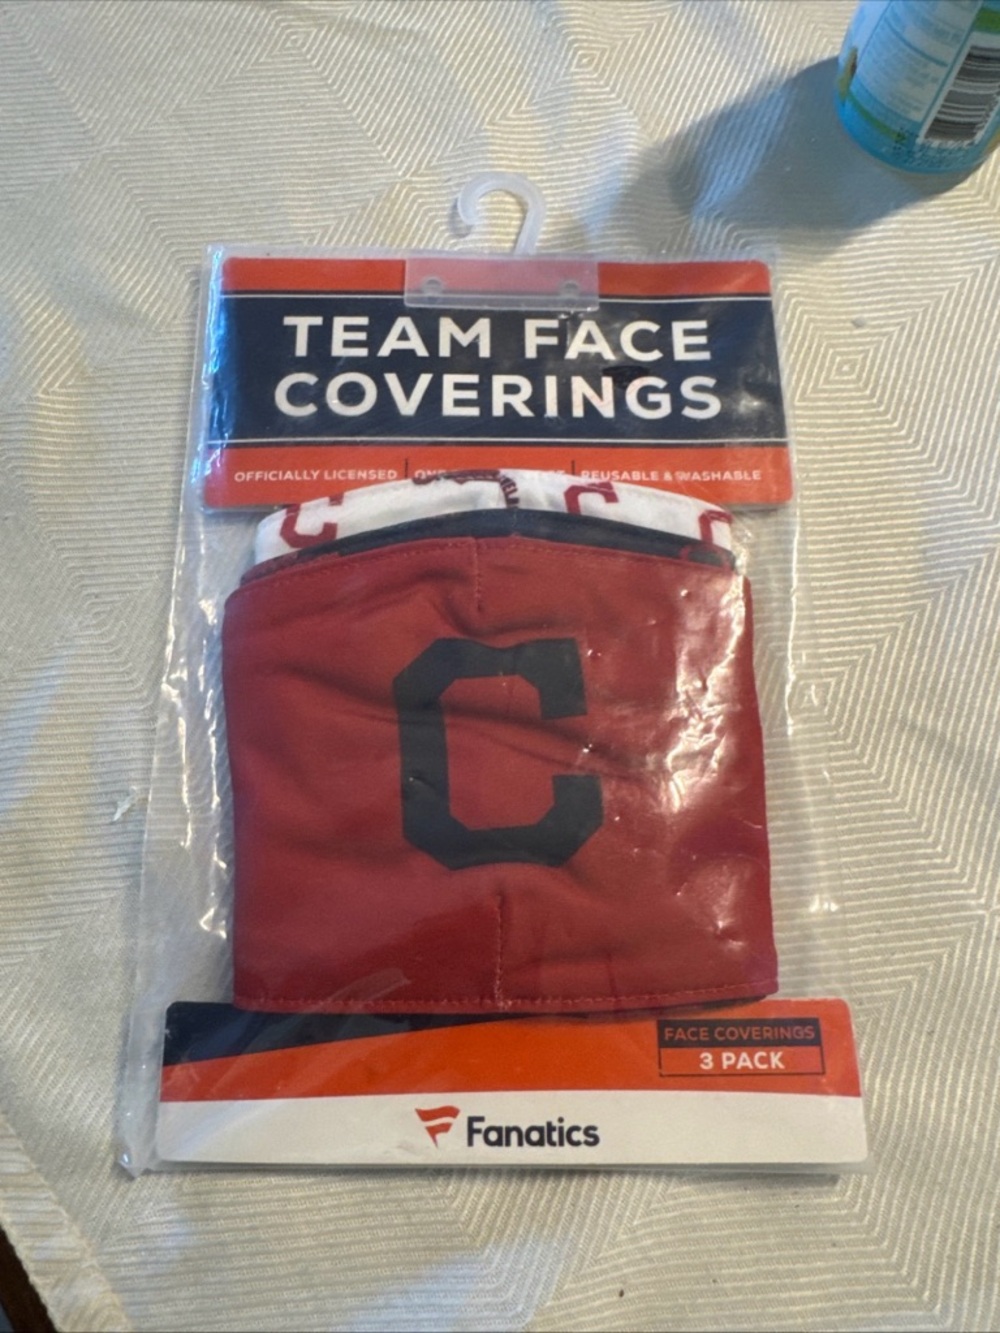 TEAM FACE
COVERINGS
OFFICIALLY LICENSED
REUSABLE & WASHABLE
C C C
C
FACE COVERINGS
3 PACK
Fanatics